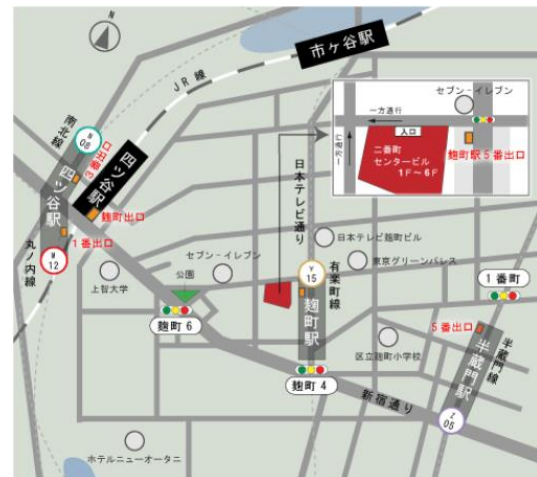 N
市ヶ谷駅
JR 線
南北線
N
08
3番出口
四ツ谷駅
四ツ谷駅
麹町出口
1番出口
M
12
丸ノ内線
上智大学
セブン-イレブン
公園
麹町 6
日本テレビ通り
日本テレビ麹町ビル
東京グリーンパレス
Y
15
有楽町線
麹町駅
麹町 4
新宿通り
区立麹町小学校
1 番町
5番出口
半蔵門線
半蔵門駅
Z
05
ホテルニューオータニ
セブン-イレブン
一方通行
一方通行
入口
二番町
センタービル
1F〜6F
麹町駅5番出口